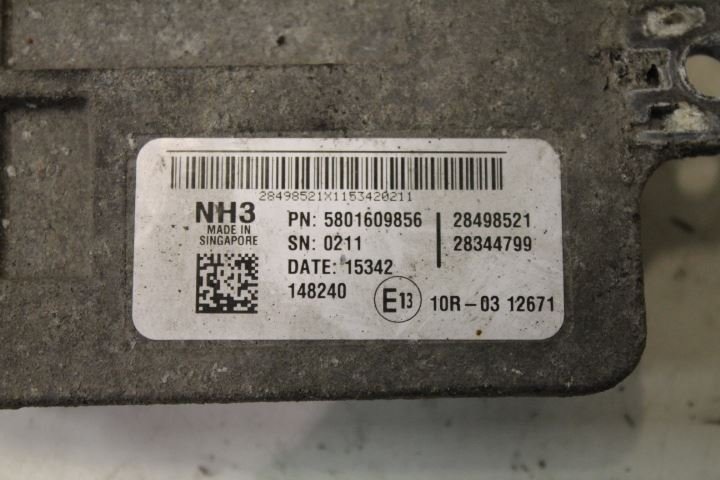 28498521X1153420211
NH3
MADE IN
SINGAPORE
PN: 5801609856
SN: 0211
DATE: 15342
148240
28498521
28344799
E13
10R-03 12671